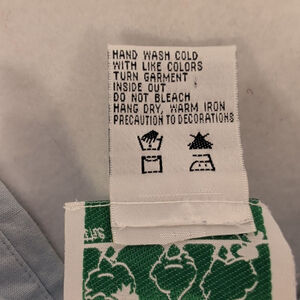 HAND WASH COLD
WITH LIKE COLORS
TURN GARMENT
INSIDE OUT
DO NOT BLEACH
HANG DRY, WARM IRON
PRECAUTION TO DECORATIONS